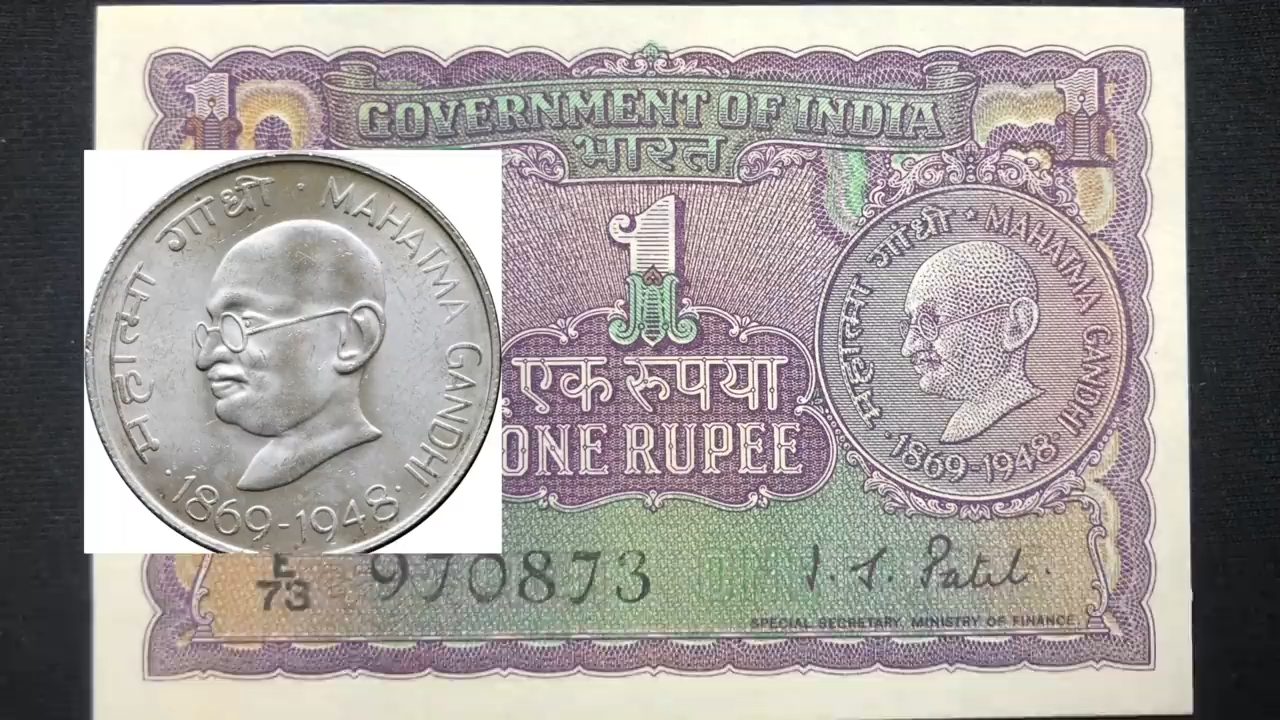 1 1
GOVERNMENT OF INDIA
भारत
महात्मा गांधी · MAHATMA GANDHI
·1869-1948·
1
एक रुपया
ONE RUPEE
महात्मा गांधी · MAHATMA GANDHI
·1869-1948·
E
73 970873
I. J. Patel.
SPECIAL SECRETARY, MINISTRY OF FINANCE.